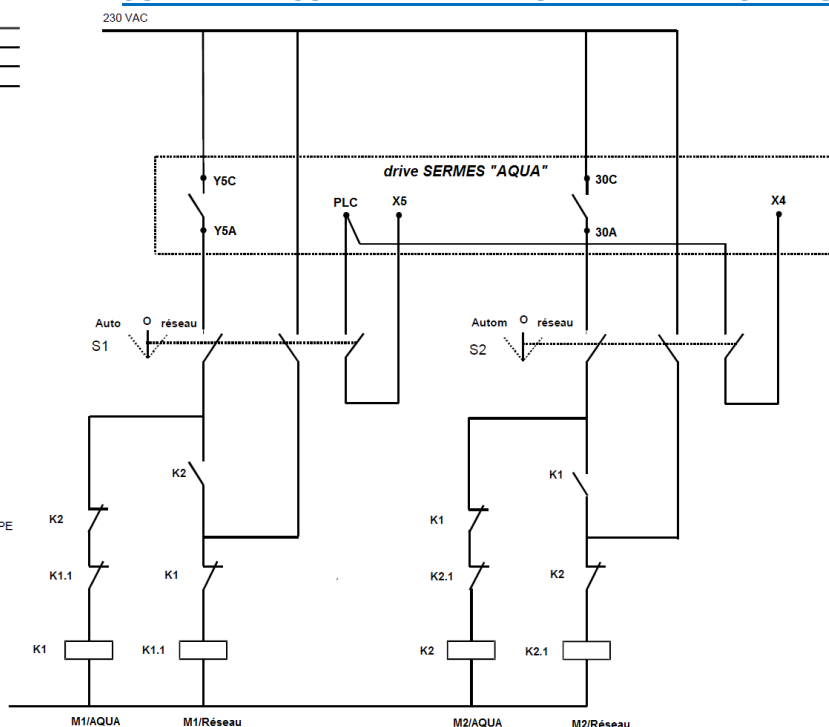 230 VAC
drive SERMES "AQUA"
Y5C
30C
PLC
X5
X4
Y5A
30A
Auto O réseau
Autom O réseau
S1
S2
K2
K1
PE
K2
K1
K1.1
K1
K2.1
K2
K1
K1.1
K2
K2.1
M1/AQUA
M1/Réseau
M2/AQUA
M2/Réseau